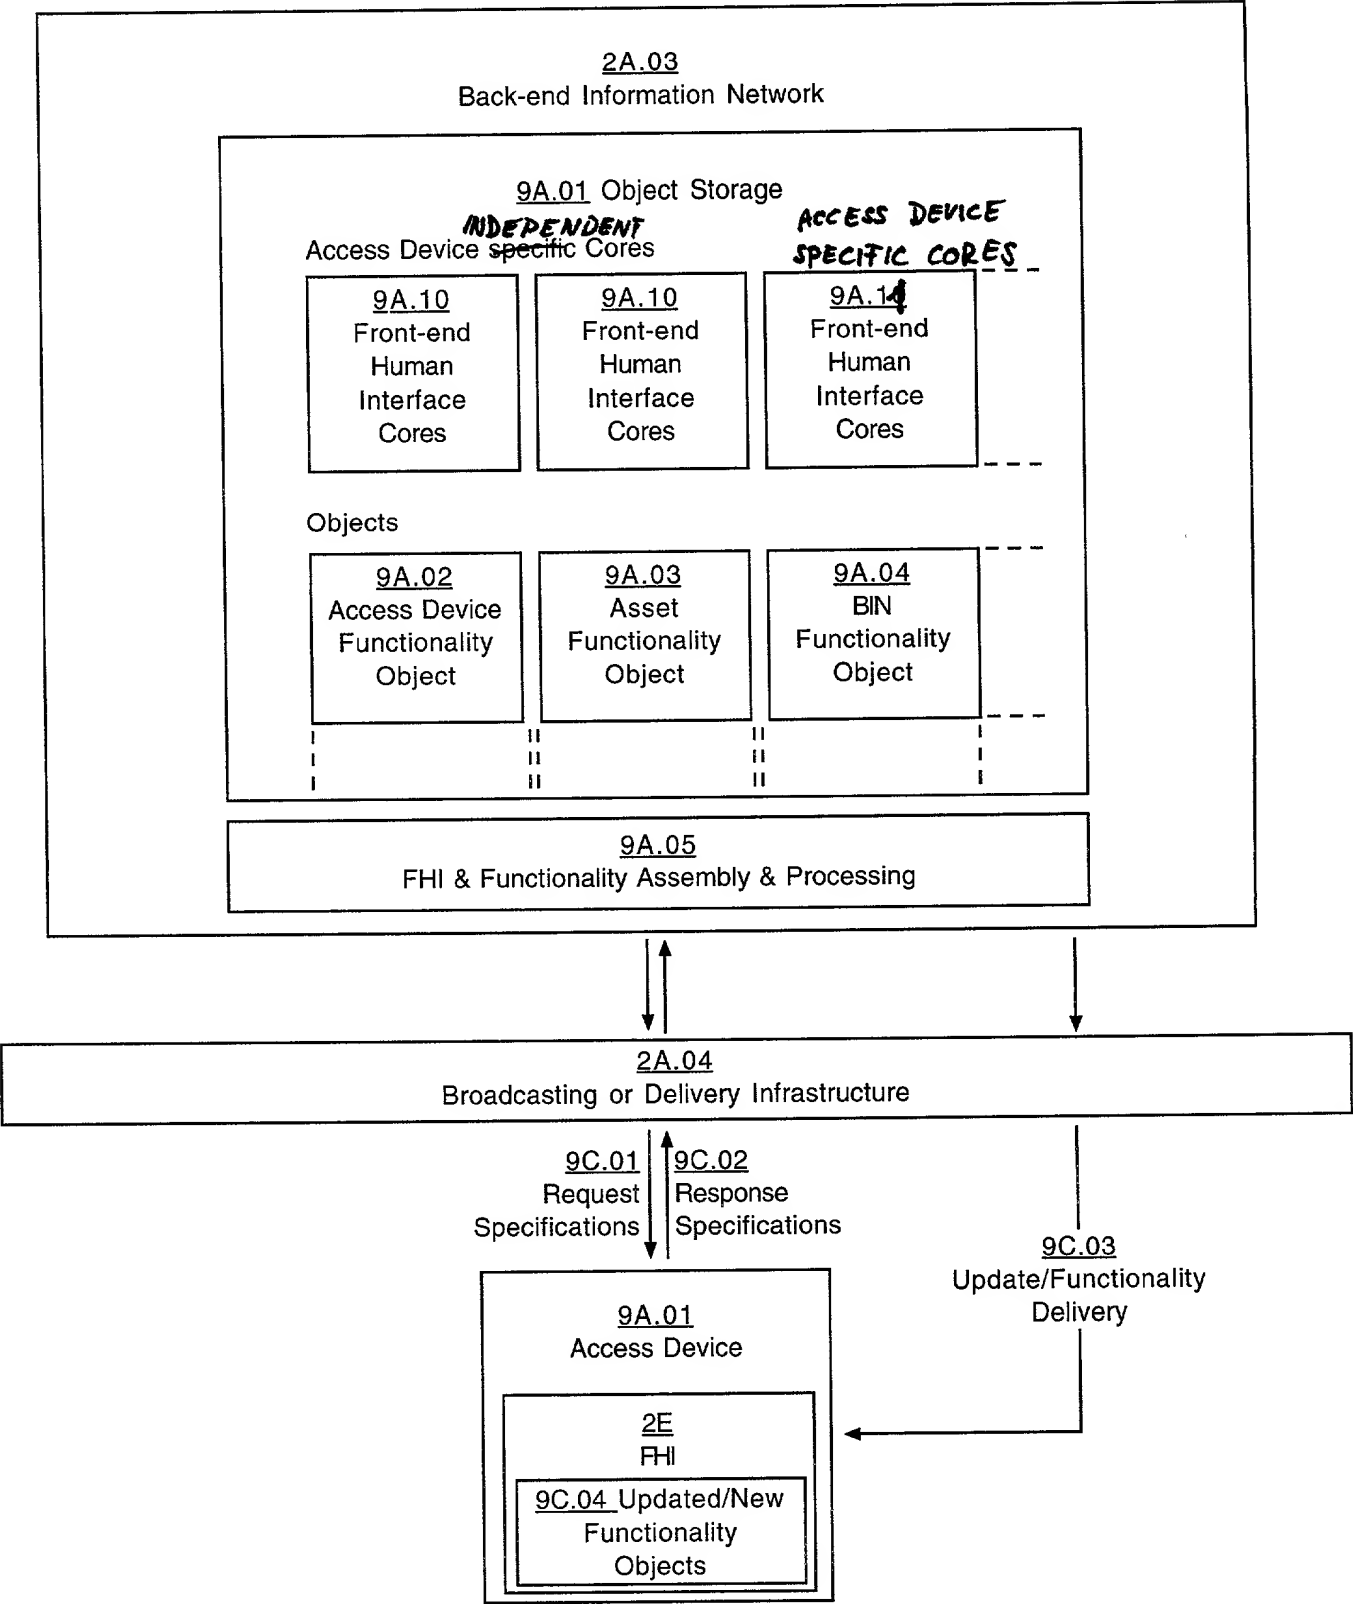 2A.03
Back-end Information Network
9A.01 Object Storage
INDEPENDENT
Access Device specific Cores
ACCESS DEVICE
SPECIFIC CORES
9A.10
Front-end
Human
Interface
Cores
9A.10
Front-end
Human
Interface
Cores
9A.11
Front-end
Human
Interface
Cores
Objects
9A.02
Access Device
Functionality
Object
9A.03
Asset
Functionality
Object
9A.04
BIN
Functionality
Object
9A.05
FHI & Functionality Assembly & Processing
2A.04
Broadcasting or Delivery Infrastructure
9C.01
Request
Specifications
9C.02
Response
Specifications
9C.03
Update/Functionality
Delivery
9A.01
Access Device
2E
FHI
9C.04 Updated/New
Functionality
Objects